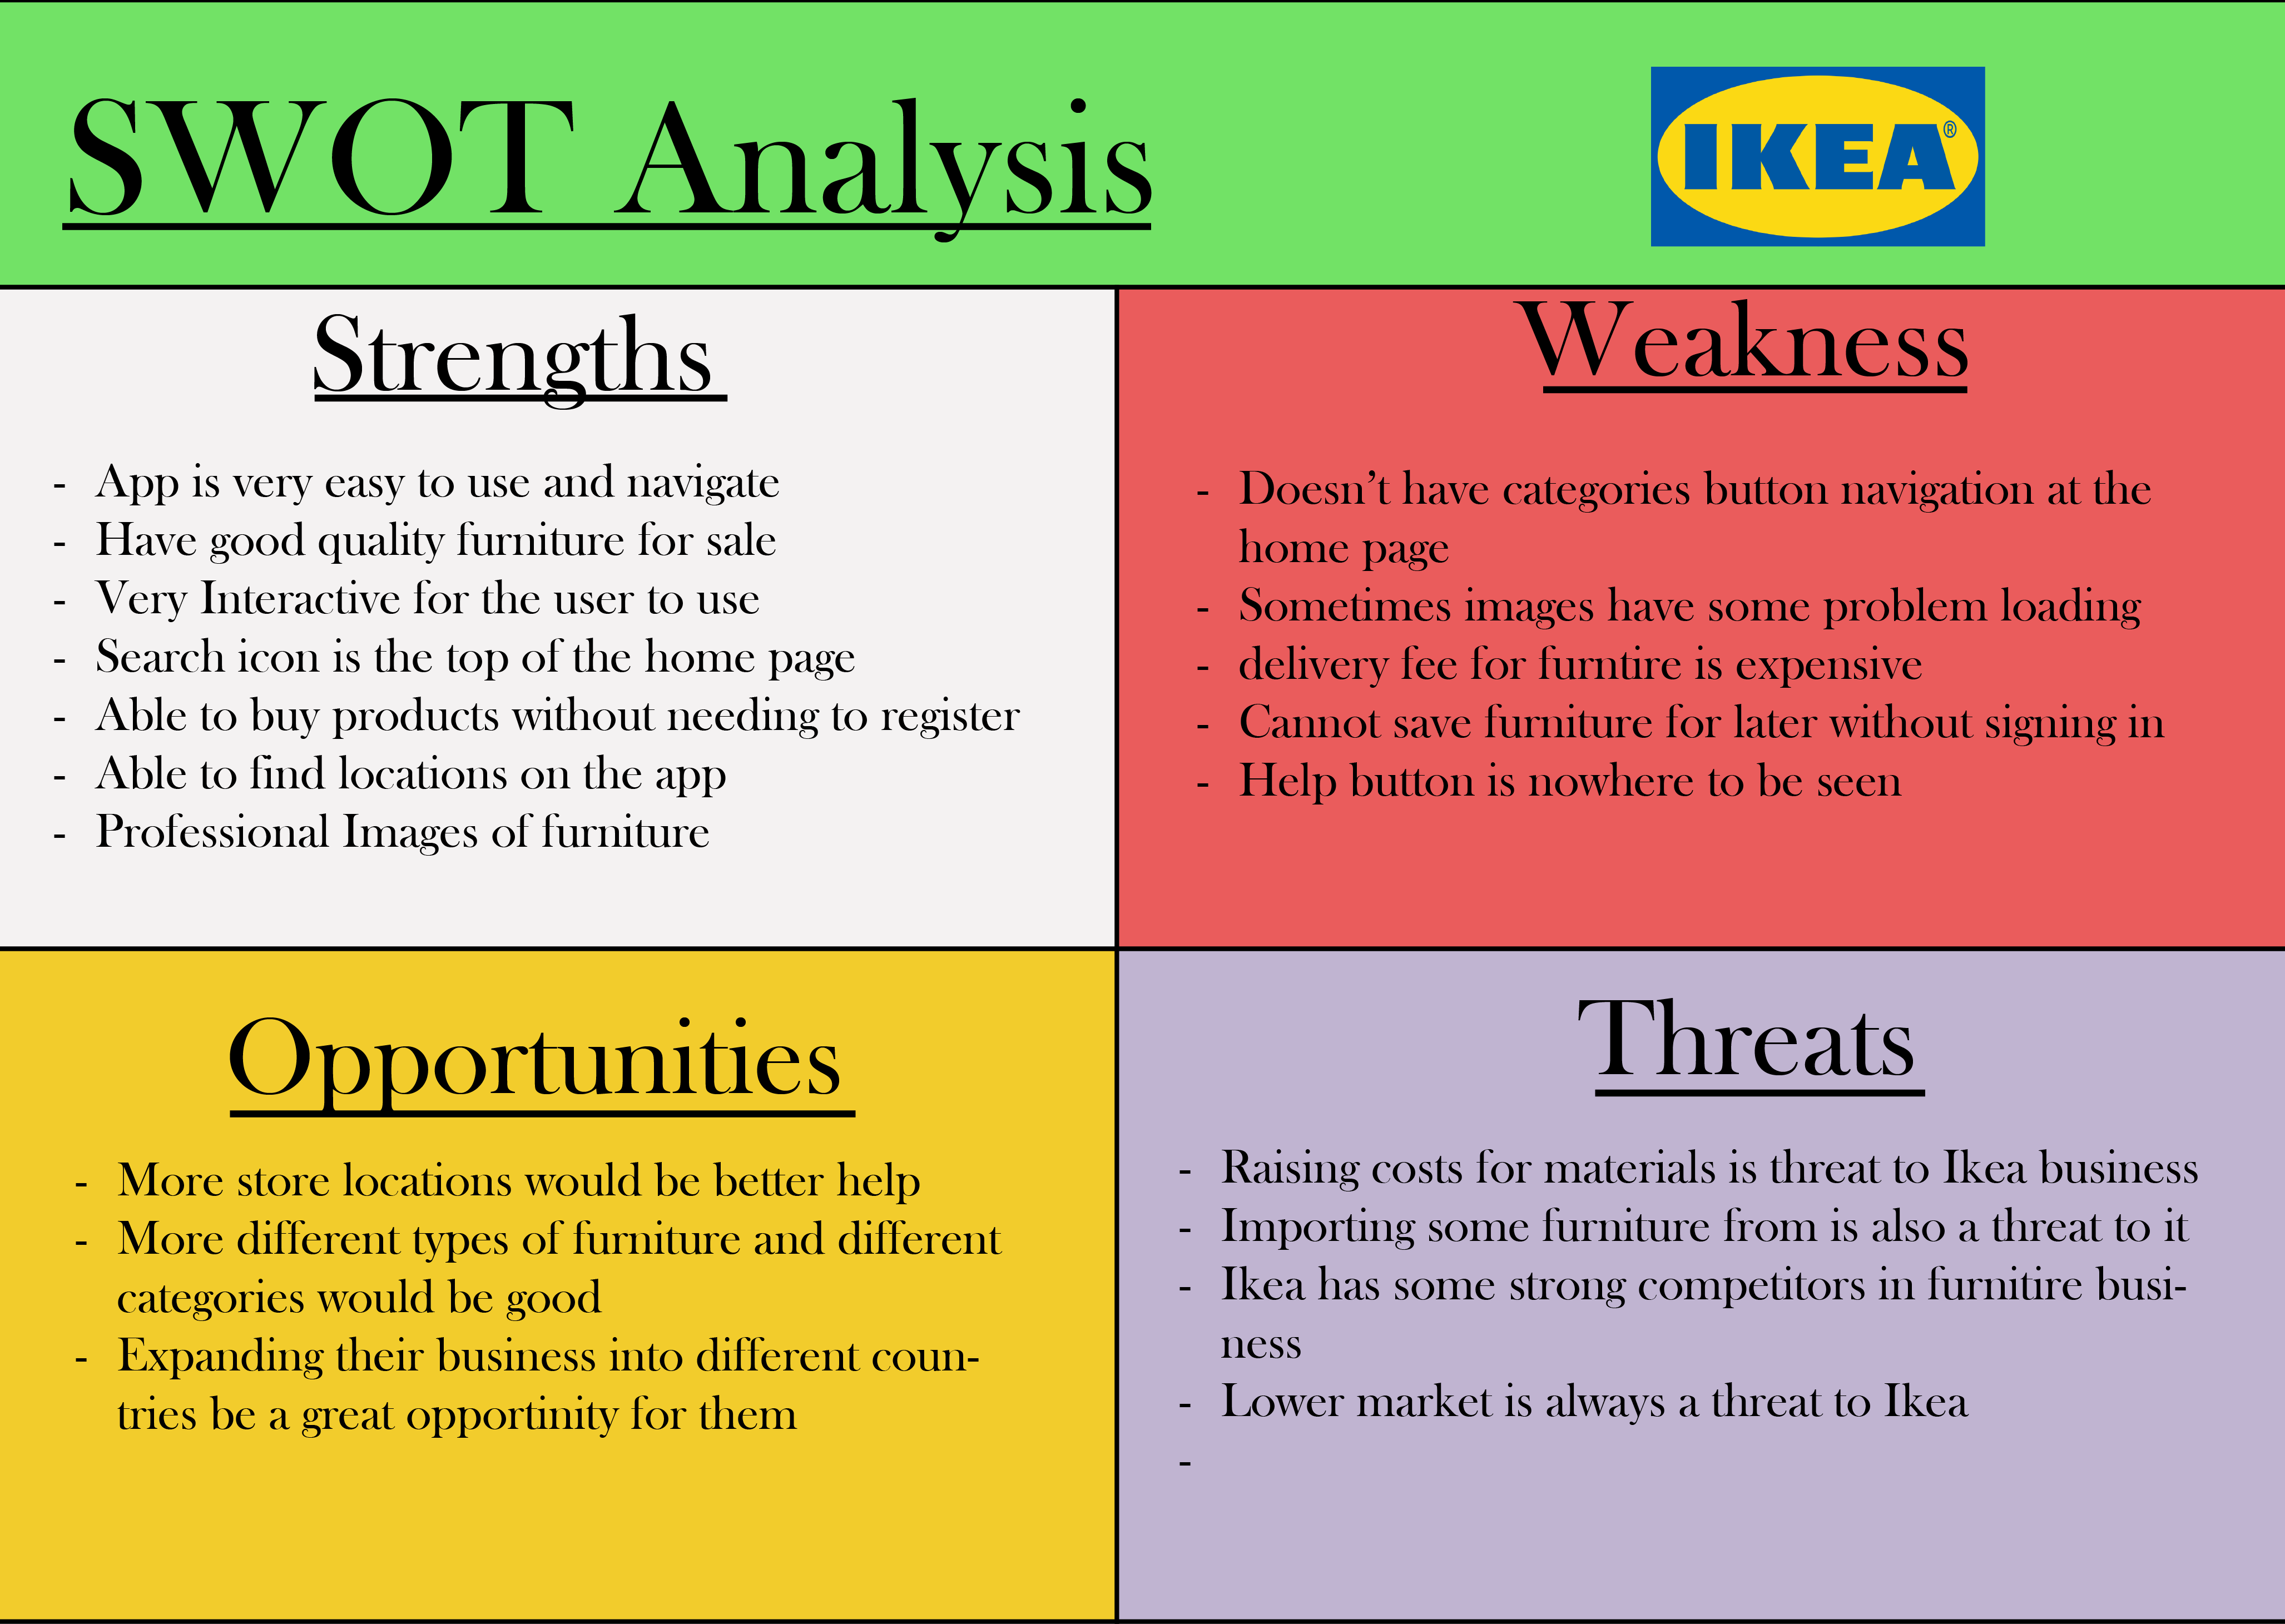 SWOT Analysis
IKEA®
Strengths
- App is very easy to use and navigate
- Have good quality furniture for sale
- Very Interactive for the user to use
- Search icon is the top of the home page
- Able to buy products without needing to register
- Able to find locations on the app
- Professional Images of furniture
Weakness
- Doesn’t have categories button navigation at the
home page
- Sometimes images have some problem loading
- delivery fee for furntire is expensive
- Cannot save furniture for later without signing in
- Help button is nowhere to be seen
Opportunities
- More store locations would be better help
- More different types of furniture and different
categories would be good
- Expanding their business into different coun-
tries be a great opportinity for them
Threats
- Raising costs for materials is threat to Ikea business
- Importing some furniture from is also a threat to it
- Ikea has some strong competitors in furnitire busi-
ness
- Lower market is always a threat to Ikea
-